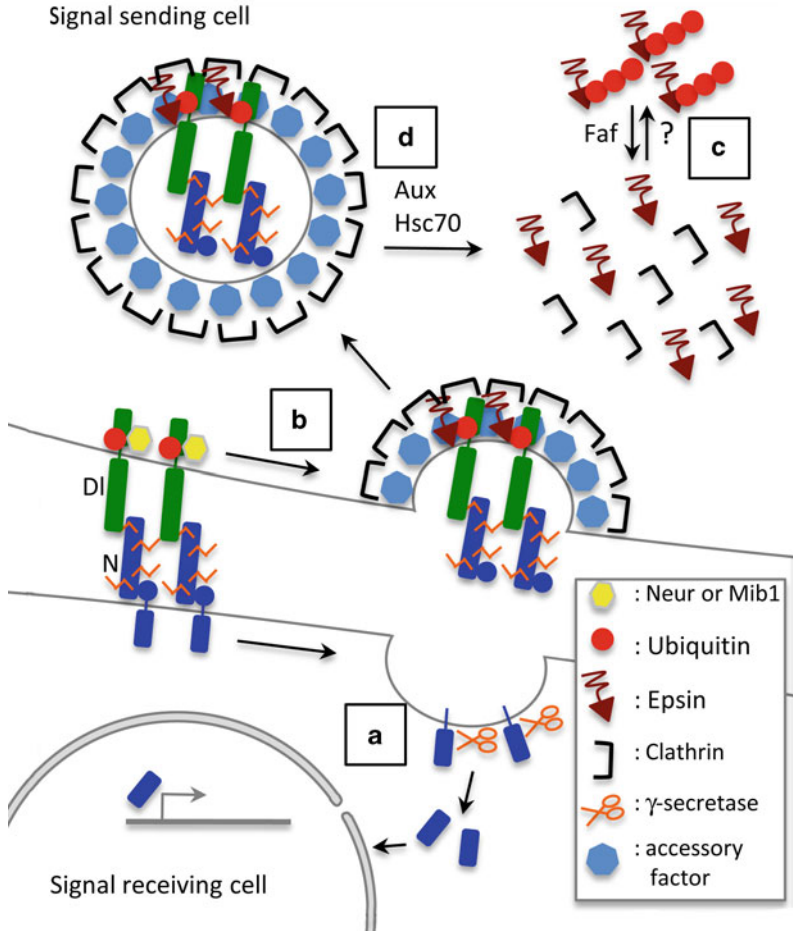 Signal sending cell
d
Aux
Hsc70
Faf
?
c
b
Dl
N
a
Signal receiving cell
: Neur or Mib1
: Ubiquitin
: Epsin
: Clathrin
: γ-secretase
: accessory
factor